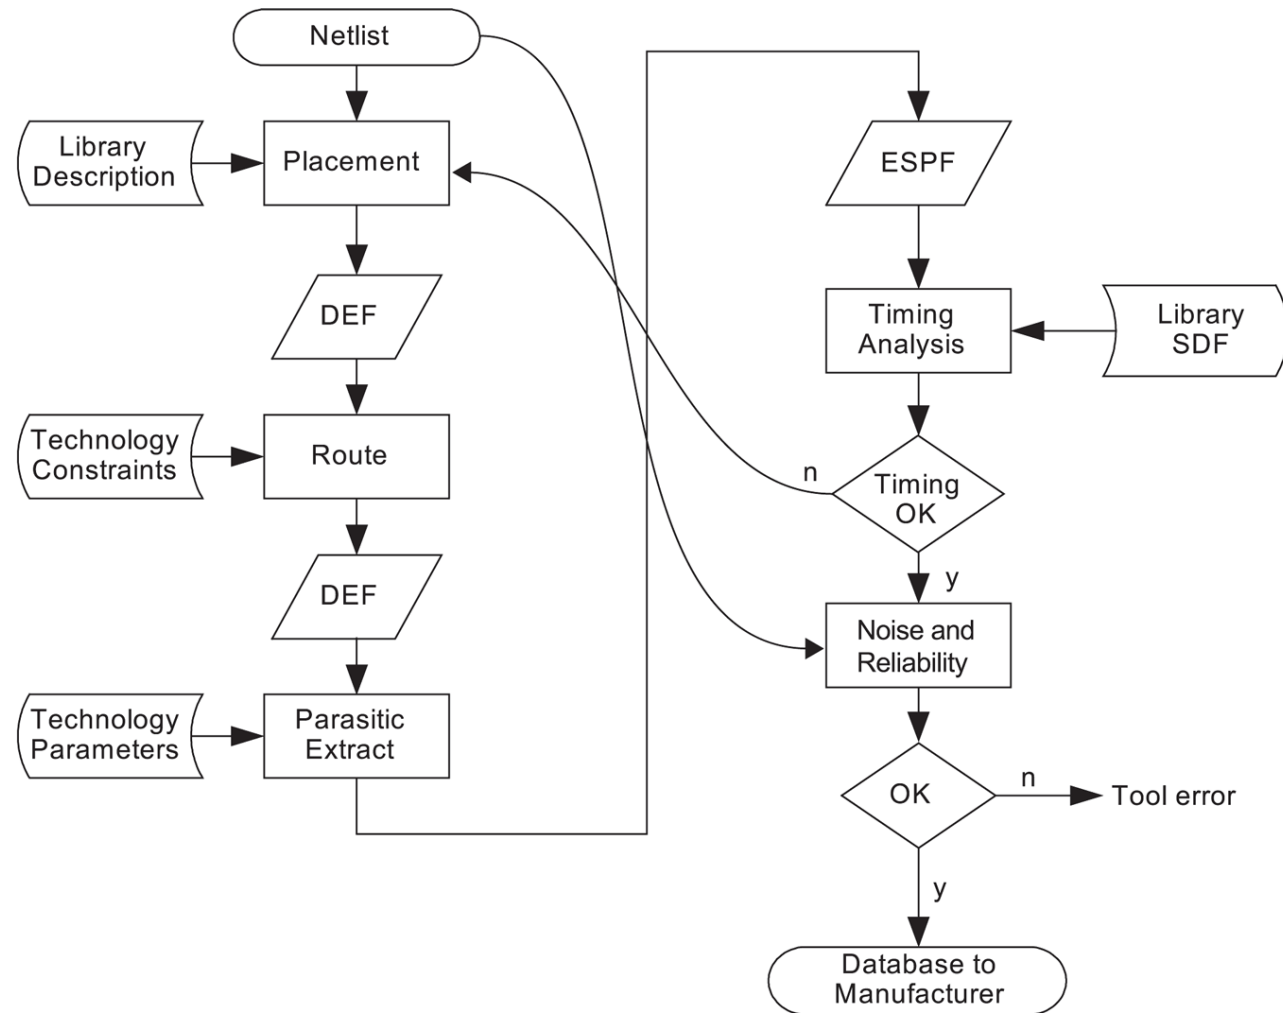 Netlist
Library
Description
Placement
DEF
Technology
Constraints
Route
DEF
Technology
Parameters
Parasitic
Extract
ESPF
Timing
Analysis
Library
SDF
n
Timing
OK
y
Noise and
Reliability
OK
n
Tool error
y
Database to
Manufacturer